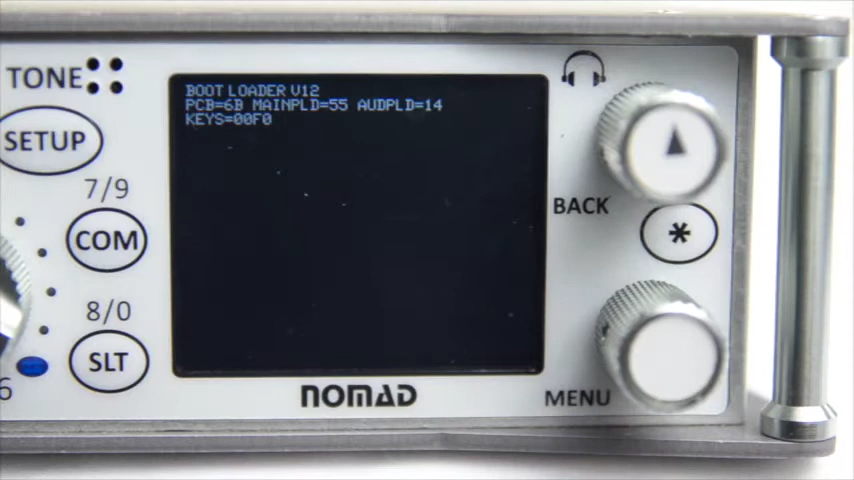 TONE
SETUP
7/9
COM
8/0
SLT
6
BOOT LOADER V12
PCB=6B MAINPLD=55 AUDPLD=14
KEYS=00F0
NOMAD
BACK
*
MENU